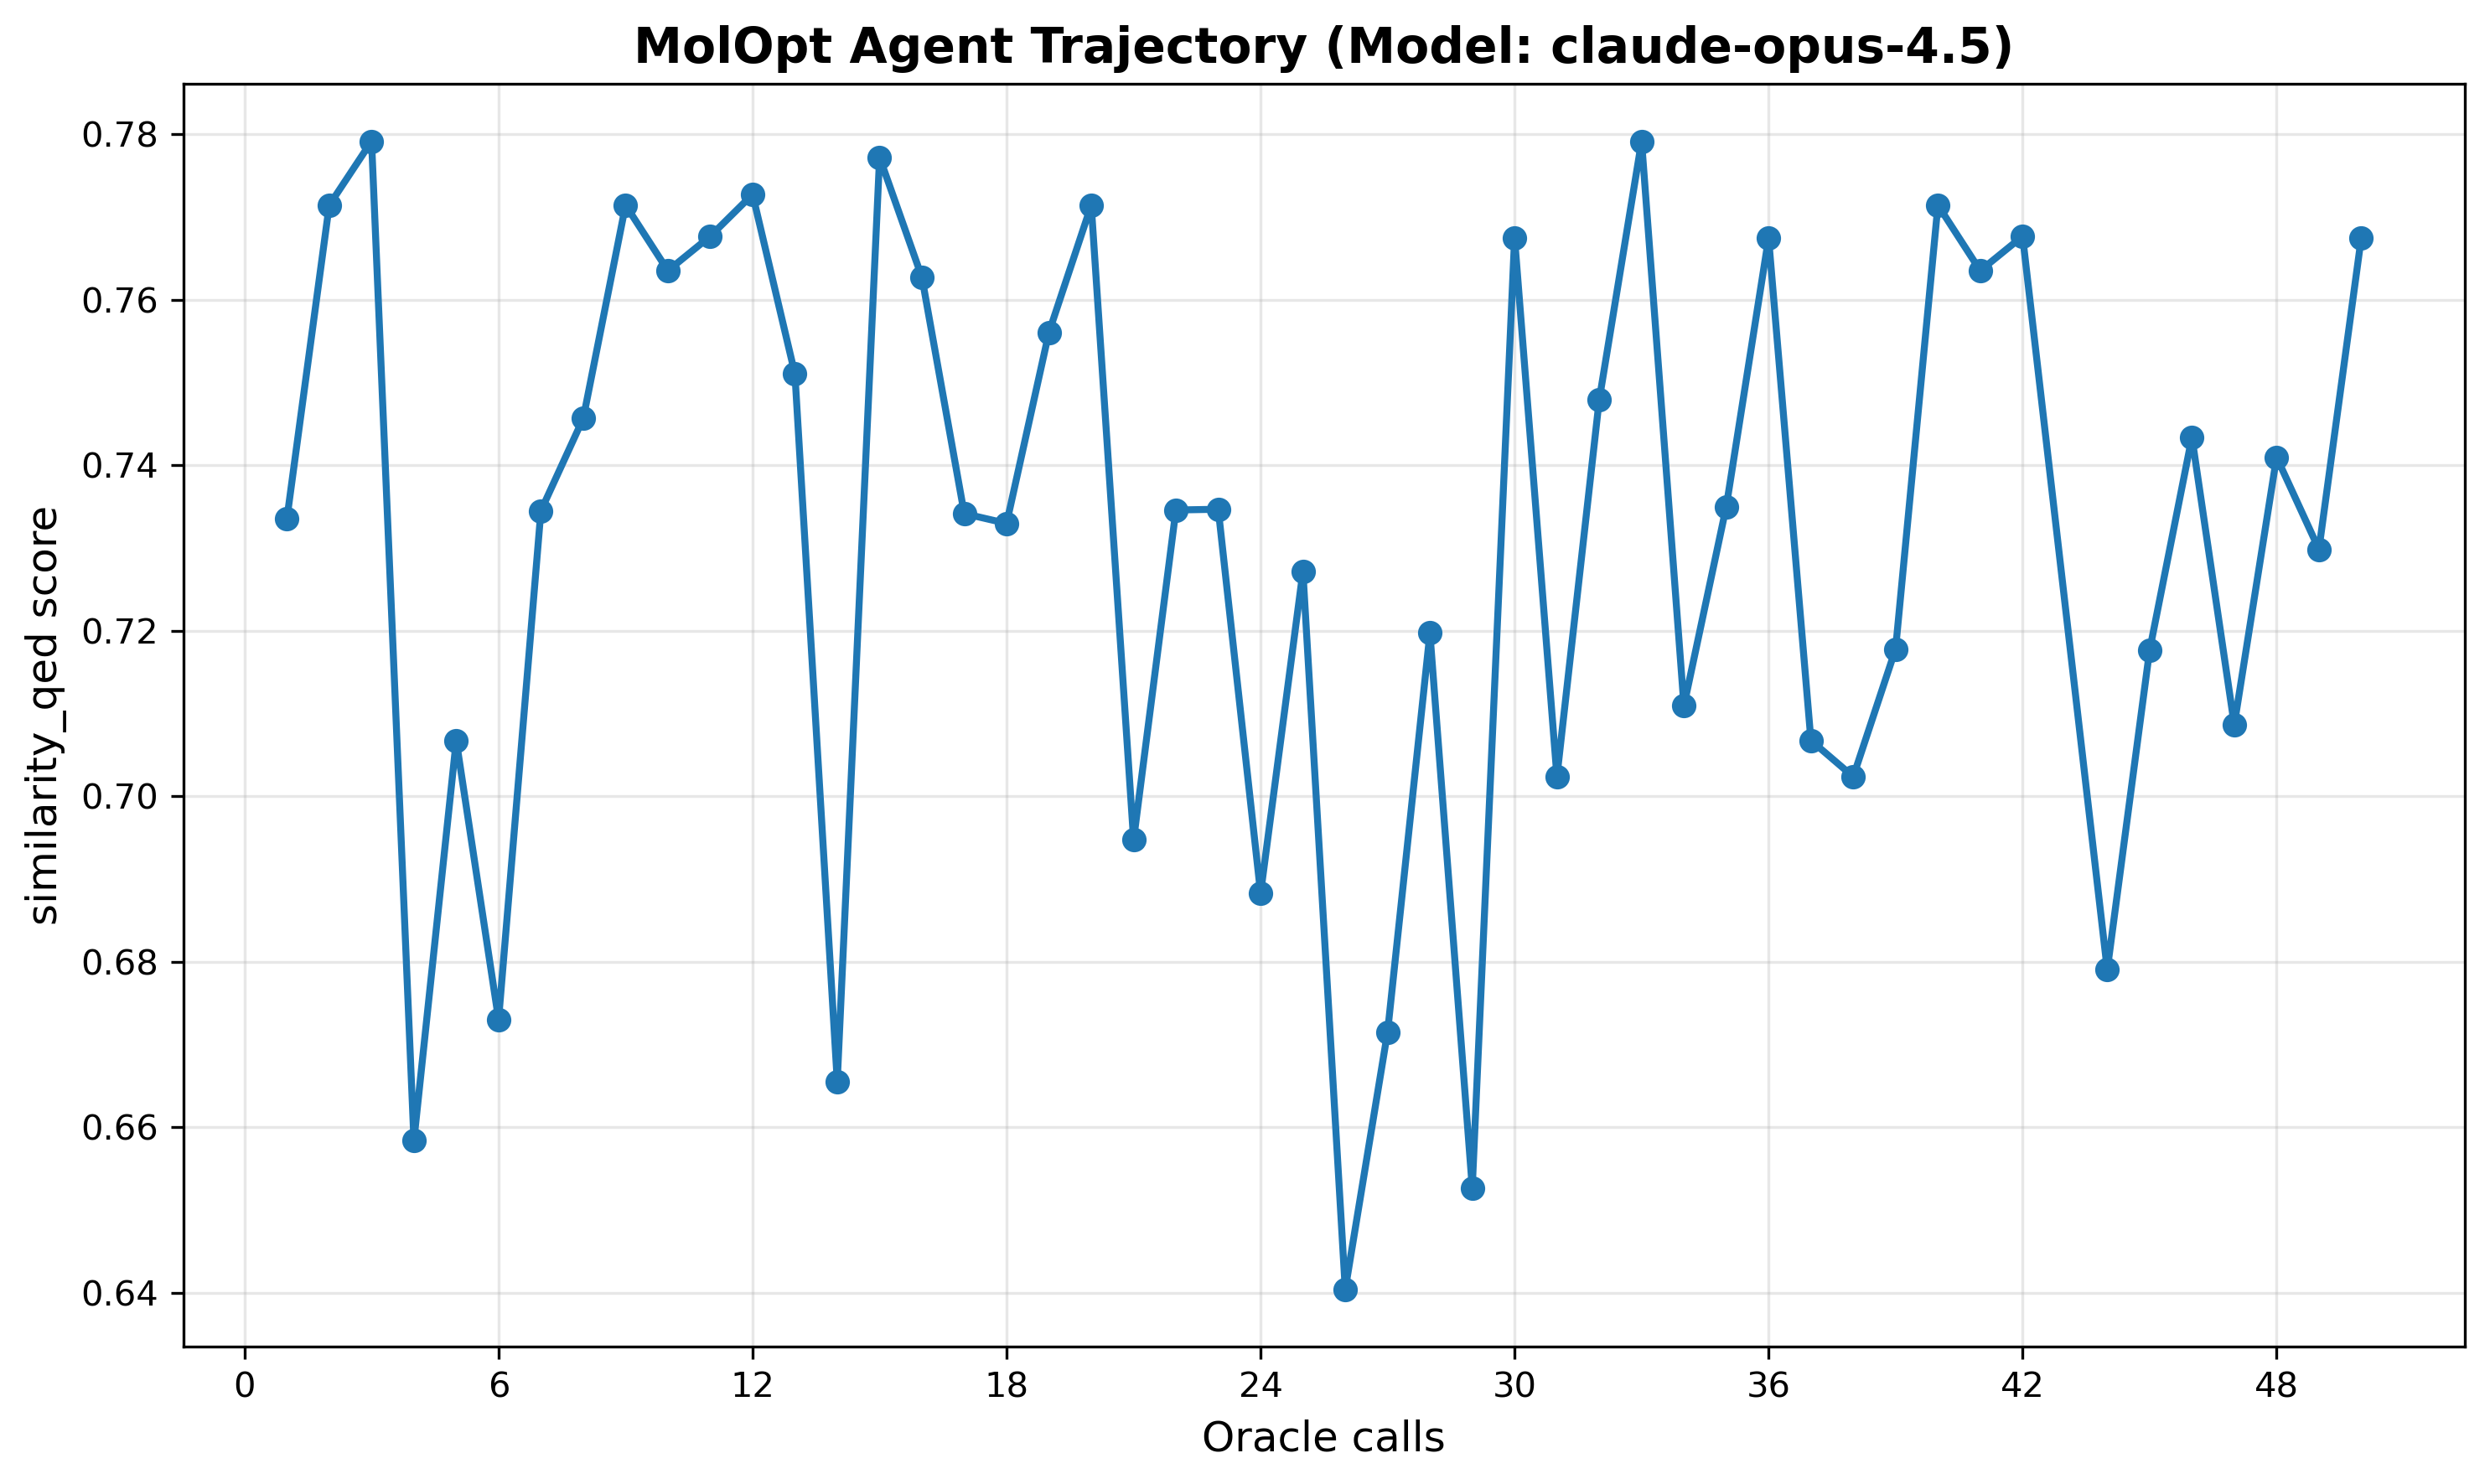 MolOpt Agent Trajectory (Model: claude-opus-4.5)
similarity_qed score
0.78
0.76
0.74
0.72
0.70
0.68
0.66
0.64
0 6 12 18 24 30 36 42 48
Oracle calls